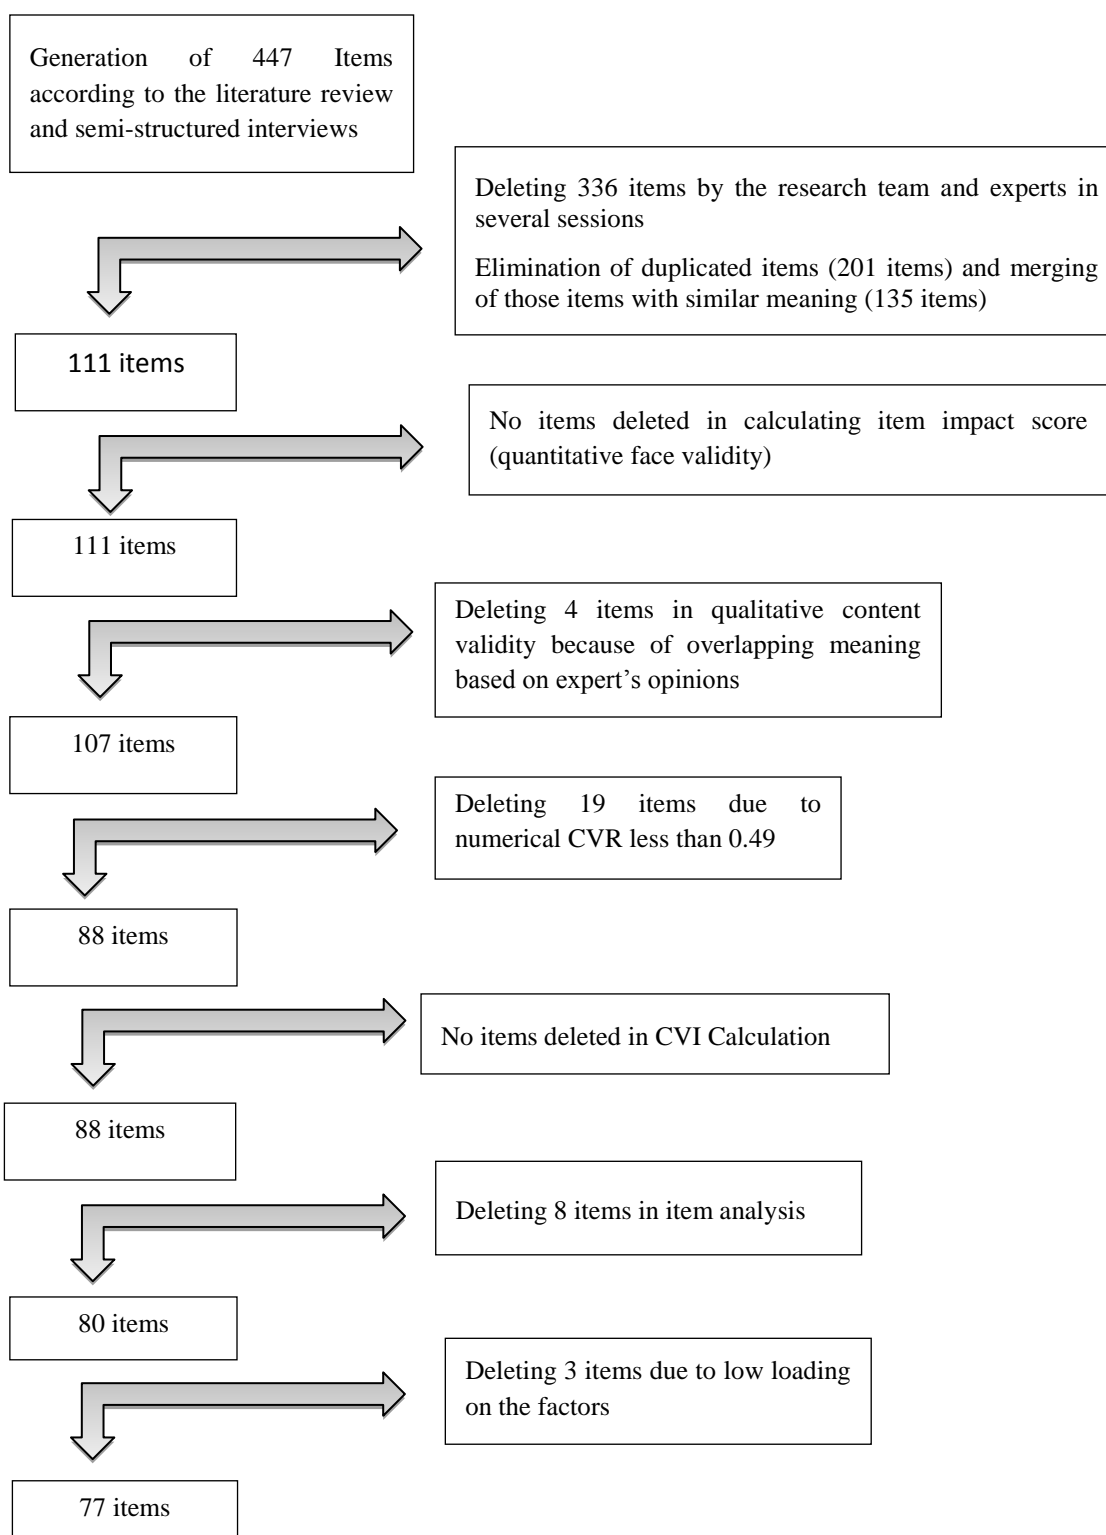 Generation of 447 Items
according to the literature review
and semi-structured interviews
Deleting 336 items by the research team and experts in
several sessions
Elimination of duplicated items (201 items) and merging
of those items with similar meaning (135 items)
111 items
No items deleted in calculating item impact score
(quantitative face validity)
111 items
Deleting 4 items in qualitative content
validity because of overlapping meaning
based on expert’s opinions
107 items
Deleting 19 items due to
numerical CVR less than 0.49
88 items
No items deleted in CVI Calculation
88 items
Deleting 8 items in item analysis
80 items
Deleting 3 items due to low loading
on the factors
77 items